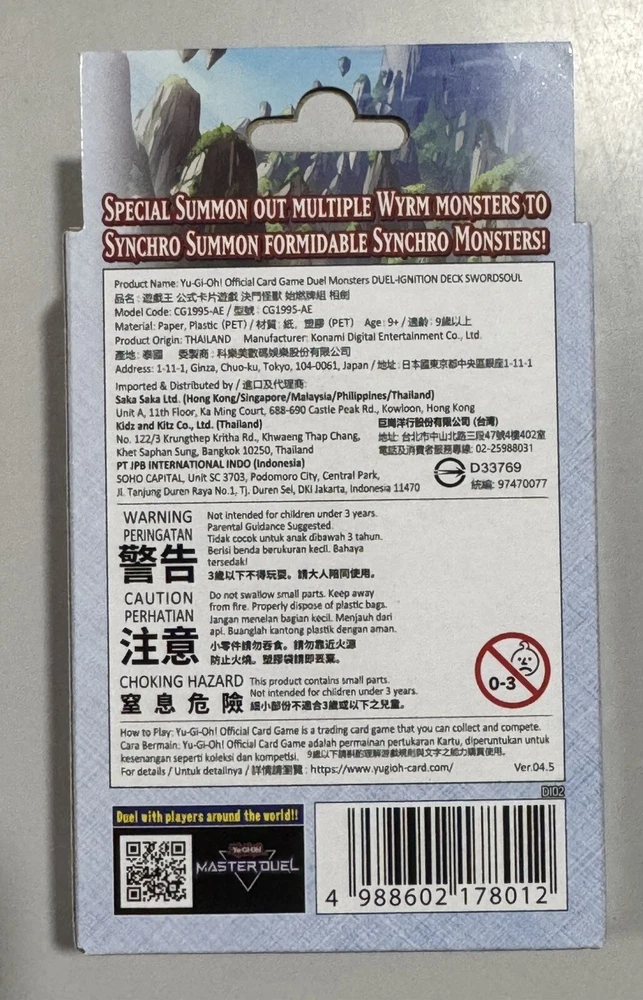 SPECIAL SUMMON OUT MULTIPLE WYRM MONSTERS TO
SYNCHRO SUMMON FORMIDABLE SYNCHRO MONSTERS!
Product Name: Yu-Gi-Oh! Official Card Game Duel Monsters DUEL-IGNITION DECK SWORDSOUL
品名：遊戲王 公式卡片遊戲 決鬥怪獸 始燃牌組 相劍
Model Code: CG1995-AE / 型號：CG1995-AE
Material: Paper, Plastic (PET) / 材質：紙，塑膠 (PET) Age: 9+ / 適齡：9歲以上
Product Origin: THAILAND Manufacturer: Konami Digital Entertainment Co., Ltd.
產地：泰國 委製商：科樂美數碼娛樂股份有限公司
Address: 1-11-1, Ginza, Chuo-ku, Tokyo, 104-0061, Japan / 地址：日本國東京都中央區銀座1-11-1
Imported & Distributed by / 進口及代理商:
Saka Saka Ltd. (Hong Kong/Singapore/Malaysia/Philippines/Thailand)
Unit A, 11th Floor, Ka Ming Court, 688-690 Castle Peak Rd., Kowloon, Hong Kong
Kidz and Kitz Co., Ltd. (Thailand)
No. 122/3 Krungthep Kritha Rd., Khwaeng Thap Chang,
Khet Saphan Sung, Bangkok 10250, Thailand
PT JPB INTERNATIONAL INDO (Indonesia)
SOHO CAPITAL, Unit SC 3703, Podomoro City, Central Park,
Jl. Tanjung Duren Raya No.1, Tj. Duren Sel, DKI Jakarta, Indonesia 11470
巨崗洋行股份有限公司 (台灣)
地址: 台北市中山北路三段47號4樓402室
電話及消費者服務專線: 02-25988031
D33769
統編: 97470077
WARNING
PERINGATAN
警告
Not intended for children under 3 years.
Parental Guidance Suggested.
Tidak cocok untuk anak dibawah 3 tahun.
Berisi benda berukuran kecil. Bahaya
tersedak!
3歲以下不得玩耍。請大人陪同使用。
CAUTION
PERHATIAN
注意
Do not swallow small parts. Keep away
from fire. Properly dispose of plastic bags.
Jangan menelan bagian kecil. Menjauh dari
api. Buanglah kantong plastik dengan aman.
小零件請勿吞食。請勿靠近火源
防止火燒。塑膠袋請即丟棄。
CHOKING HAZARD
窒息危險
This product contains small parts.
Not intended for children under 3 years.
細小部份不適合3歲或以下之兒童。
0-3
How to Play: Yu-Gi-Oh! Official Card Game is a trading card game that you can collect and compete.
Cara Bermain: Yu-Gi-Oh! Official Card Game adalah permainan pertukaran Kartu, diperuntukan untuk
kesenangan seperti koleksi dan kompetisi. 9歲以下請斟酌理解遊戲規則與文字之能力購買使用。
For details / Untuk detailnya / 詳情請瀏覽：https://www.yugioh-card.com/ Ver.04.5
DI02
Duel with players around the world!!
Yu-Gi-Oh!
MASTER DUEL
4 988602 178012